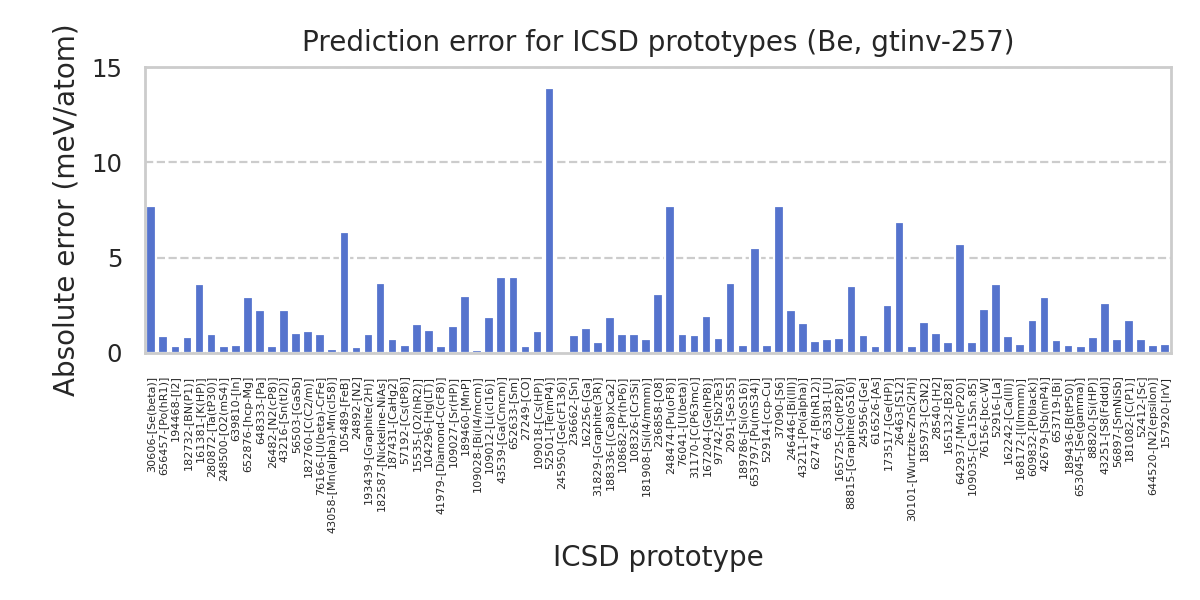 Prediction error for ICSD prototypes (Be, gtinv-257)
Absolute error (meV/atom)
15
10
5
0
30606-[Se(beta)]
656457-[Po(hR1)]
194468-[I2]
182732-[BN(P1)]
161381-[K(HP)]
280872-[Ga(tP30)]
248500-[O2(mS4)]
639810-[In]
652876-[hcp-Mg]
648333-[Pa]
26482-[N2(cP8)]
43216-[Sn(tI2)]
56503-[GaSb]
182760-[C(C2/m)]
76166-[U(beta)-CrFe]
43058-[Mn(alpha)-Mn(cI58)]
105489-[FeB]
24892-[N2]
193439-[Graphite(2H)]
182587-[Nickeline-NiAs]
187431-[CaHg2]
57192-[Cs(tP8)]
15535-[O2(hR2)]
104296-[Hg(LT)]
41979-[Diamond-C(cF8)]
109027-[Sr(HP)]
189460-[MnP]
109028-[Bi(I4/mcm)]
109012-[Li(cI16)]
43539-[Ga(Cmcm)]
652633-[Sm]
27249-[CO]
109018-[Cs(HP)]
52501-[Te(mP4)]
245950-[Ge(cF136)]
236662-[Sn]
162256-[Ga]
31829-[Graphite(3R)]
188336-[(Ca8)xCa2]
108682-[Pr(hP6)]
108326-[Cr3Si]
181908-[Si(I4/mmm)]
236858-[O8]
248474-[Pu(oF8)]
76041-[U(beta)]
31170-[C(P63mc)]
167204-[Ge(hP8)]
97742-[Sb2Te3]
2091-[Se3S5]
189786-[Si(oS16)]
653797-[Pu(mS34)]
52914-[ccp-Cu]
37090-[S6]
246446-[Bi(III)]
43211-[Po(alpha)]
62747-[B(hR12)]
653381-[U]
165725-[Co(tP28)]
88815-[Graphite(oS16)]
245956-[Ge]
616526-[As]
173517-[Ge(HP)]
26463-[S12]
30101-[Wurtzite-ZnS(2H)]
185973-[C3N2]
28540-[H2]
165132-[B28]
642937-[Mn(cP20)]
109035-[Ca.15Sn.85]
76156-[bcc-W]
52916-[La]
162242-[Ca(III)]
168172-[I(Immm)]
609832-[P(black)]
42679-[Sb(mP4)]
653719-[Bi]
189436-[B(tP50)]
653045-[Se(gamma)]
88820-[Si(HP)]
43251-[S8(Fddd)]
56897-[SmNiSb]
181082-[C(P1)]
52412-[Sc]
644520-[N2(epsilon)]
157920-[IrV]
ICSD prototype